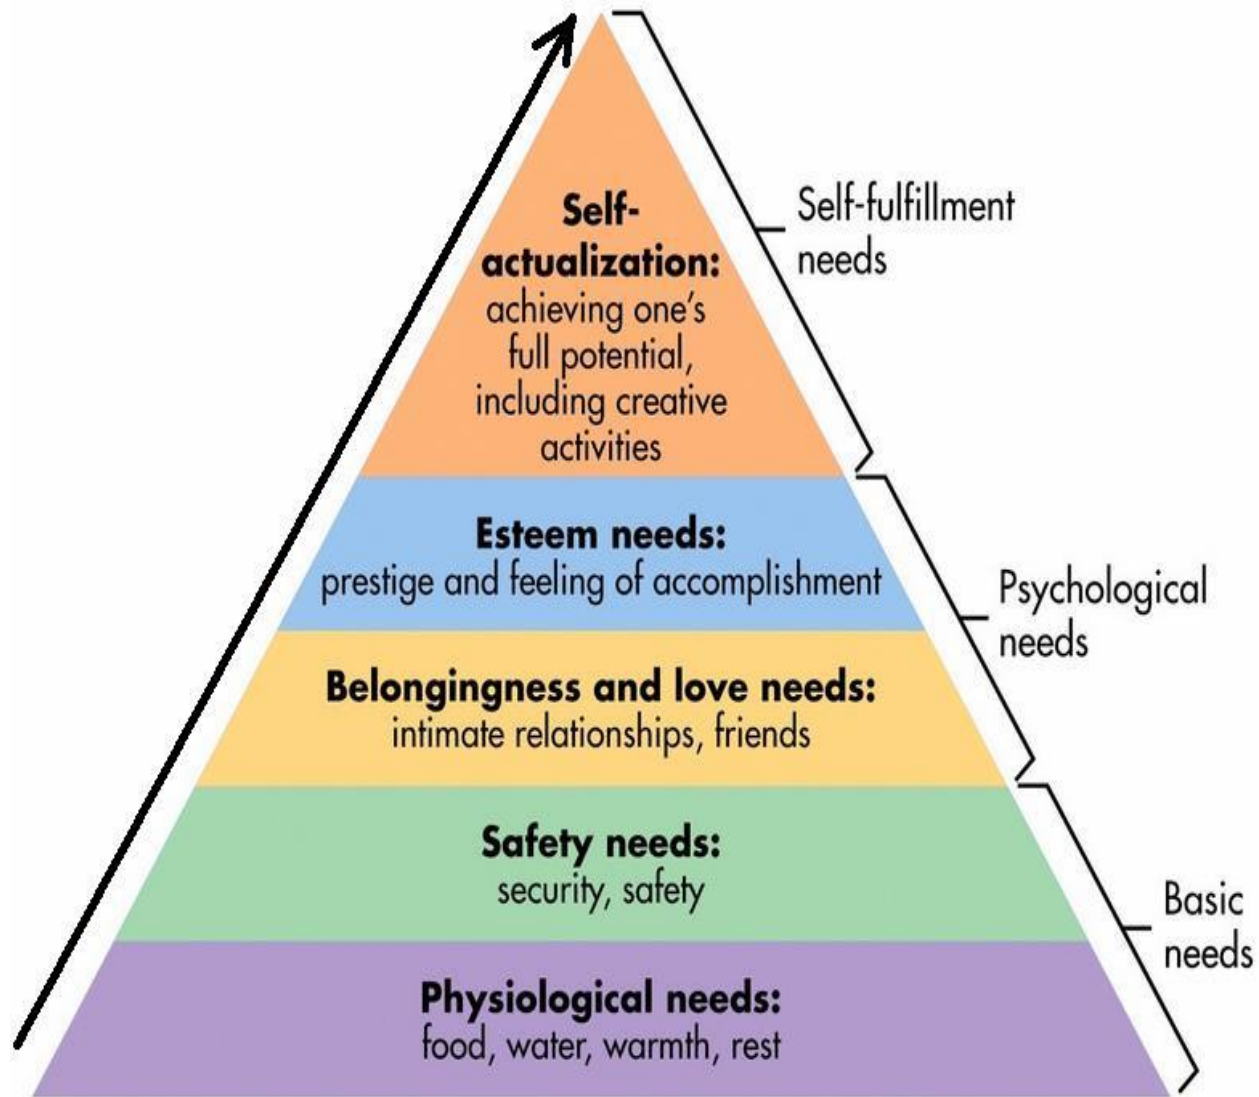 Self-
actualization:
achieving one's
full potential,
including creative
activities
Self-fulfillment
needs
Esteem needs:
prestige and feeling of accomplishment
Psychological
needs
Belongingness and love needs:
intimate relationships, friends
Safety needs:
security, safety
Basic
needs
Physiological needs:
food, water, warmth, rest